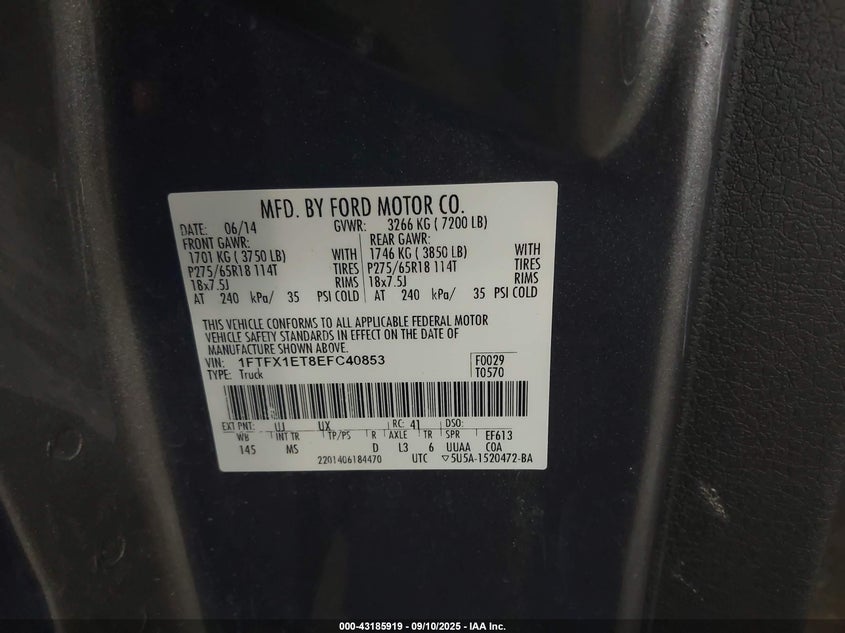 MFD. BY FORD MOTOR CO.
DATE: 06/14 GVWR: 3266 KG ( 7200 LB)
FRONT GAWR: REAR GAWR:
1701 KG ( 3750 LB) WITH 1746 KG ( 3850 LB) WITH
P275/65R18 114T TIRES P275/65R18 114T TIRES
18x7.5J RIMS 18x7.5J RIMS
AT 240 kPa/ 35 PSI COLD AT 240 kPa/ 35 PSI COLD
THIS VEHICLE CONFORMS TO ALL APPLICABLE FEDERAL MOTOR
VEHICLE SAFETY STANDARDS IN EFFECT ON THE DATE OF
MANUFACTURE SHOWN ABOVE.
VIN: 1FTFX1ET8EFC40853 F0029
TYPE: Truck T0570
EXT PNT: UJ UX RC: 41 DSO:
WB INT TR TP/PS R AXLE TR SPR EF613
145 MS D L3 6 UUAA COA
2201406184470 UTC ▽5U5A-1520472-BA
000-43185919 - 09/10/2025 - IAA Inc.